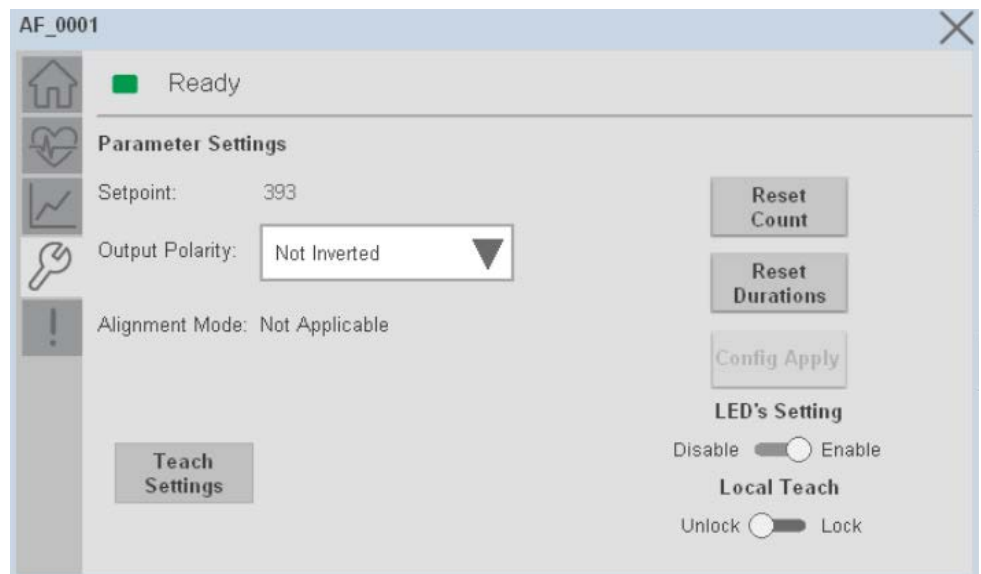 AF_0001
Ready
Parameter Settings
Setpoint: 393
Output Polarity: Not Inverted
Alignment Mode: Not Applicable
Teach
Settings
Reset
Count
Reset
Durations
Config Apply
LED's Setting
Disable Enable
Local Teach
Unlock Lock